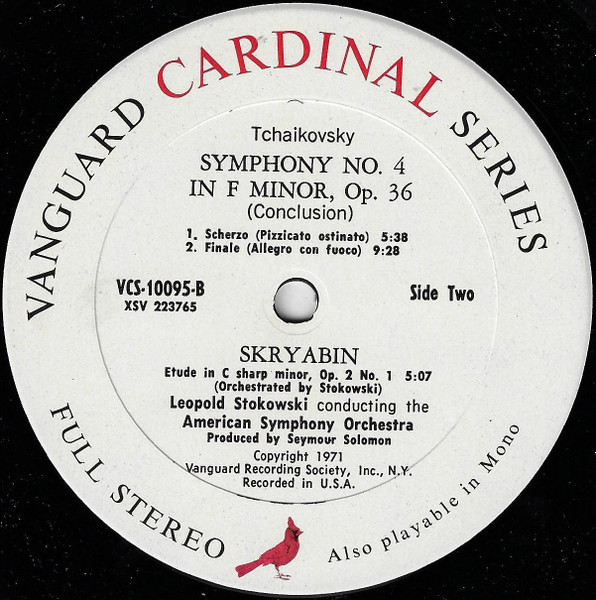 VANGUARD CARDINAL SERIES
Tchaikovsky
SYMPHONY NO. 4
IN F MINOR, Op. 36
(Conclusion)
1. Scherzo (Pizzicato ostinato) 5:38
2. Finale (Allegro con fuoco) 9:28
VCS-10095-B
XSV 223765
Side Two
SKRYABIN
Etude in C sharp minor, Op. 2 No. 1 5:07
(Orchestrated by Stokowski)
Leopold Stokowski conducting the
American Symphony Orchestra
Produced by Seymour Solomon
Copyright 1971
Vanguard Recording Society, Inc., N.Y.
Recorded in U.S.A.
FULL STEREO
Also playable in Mono